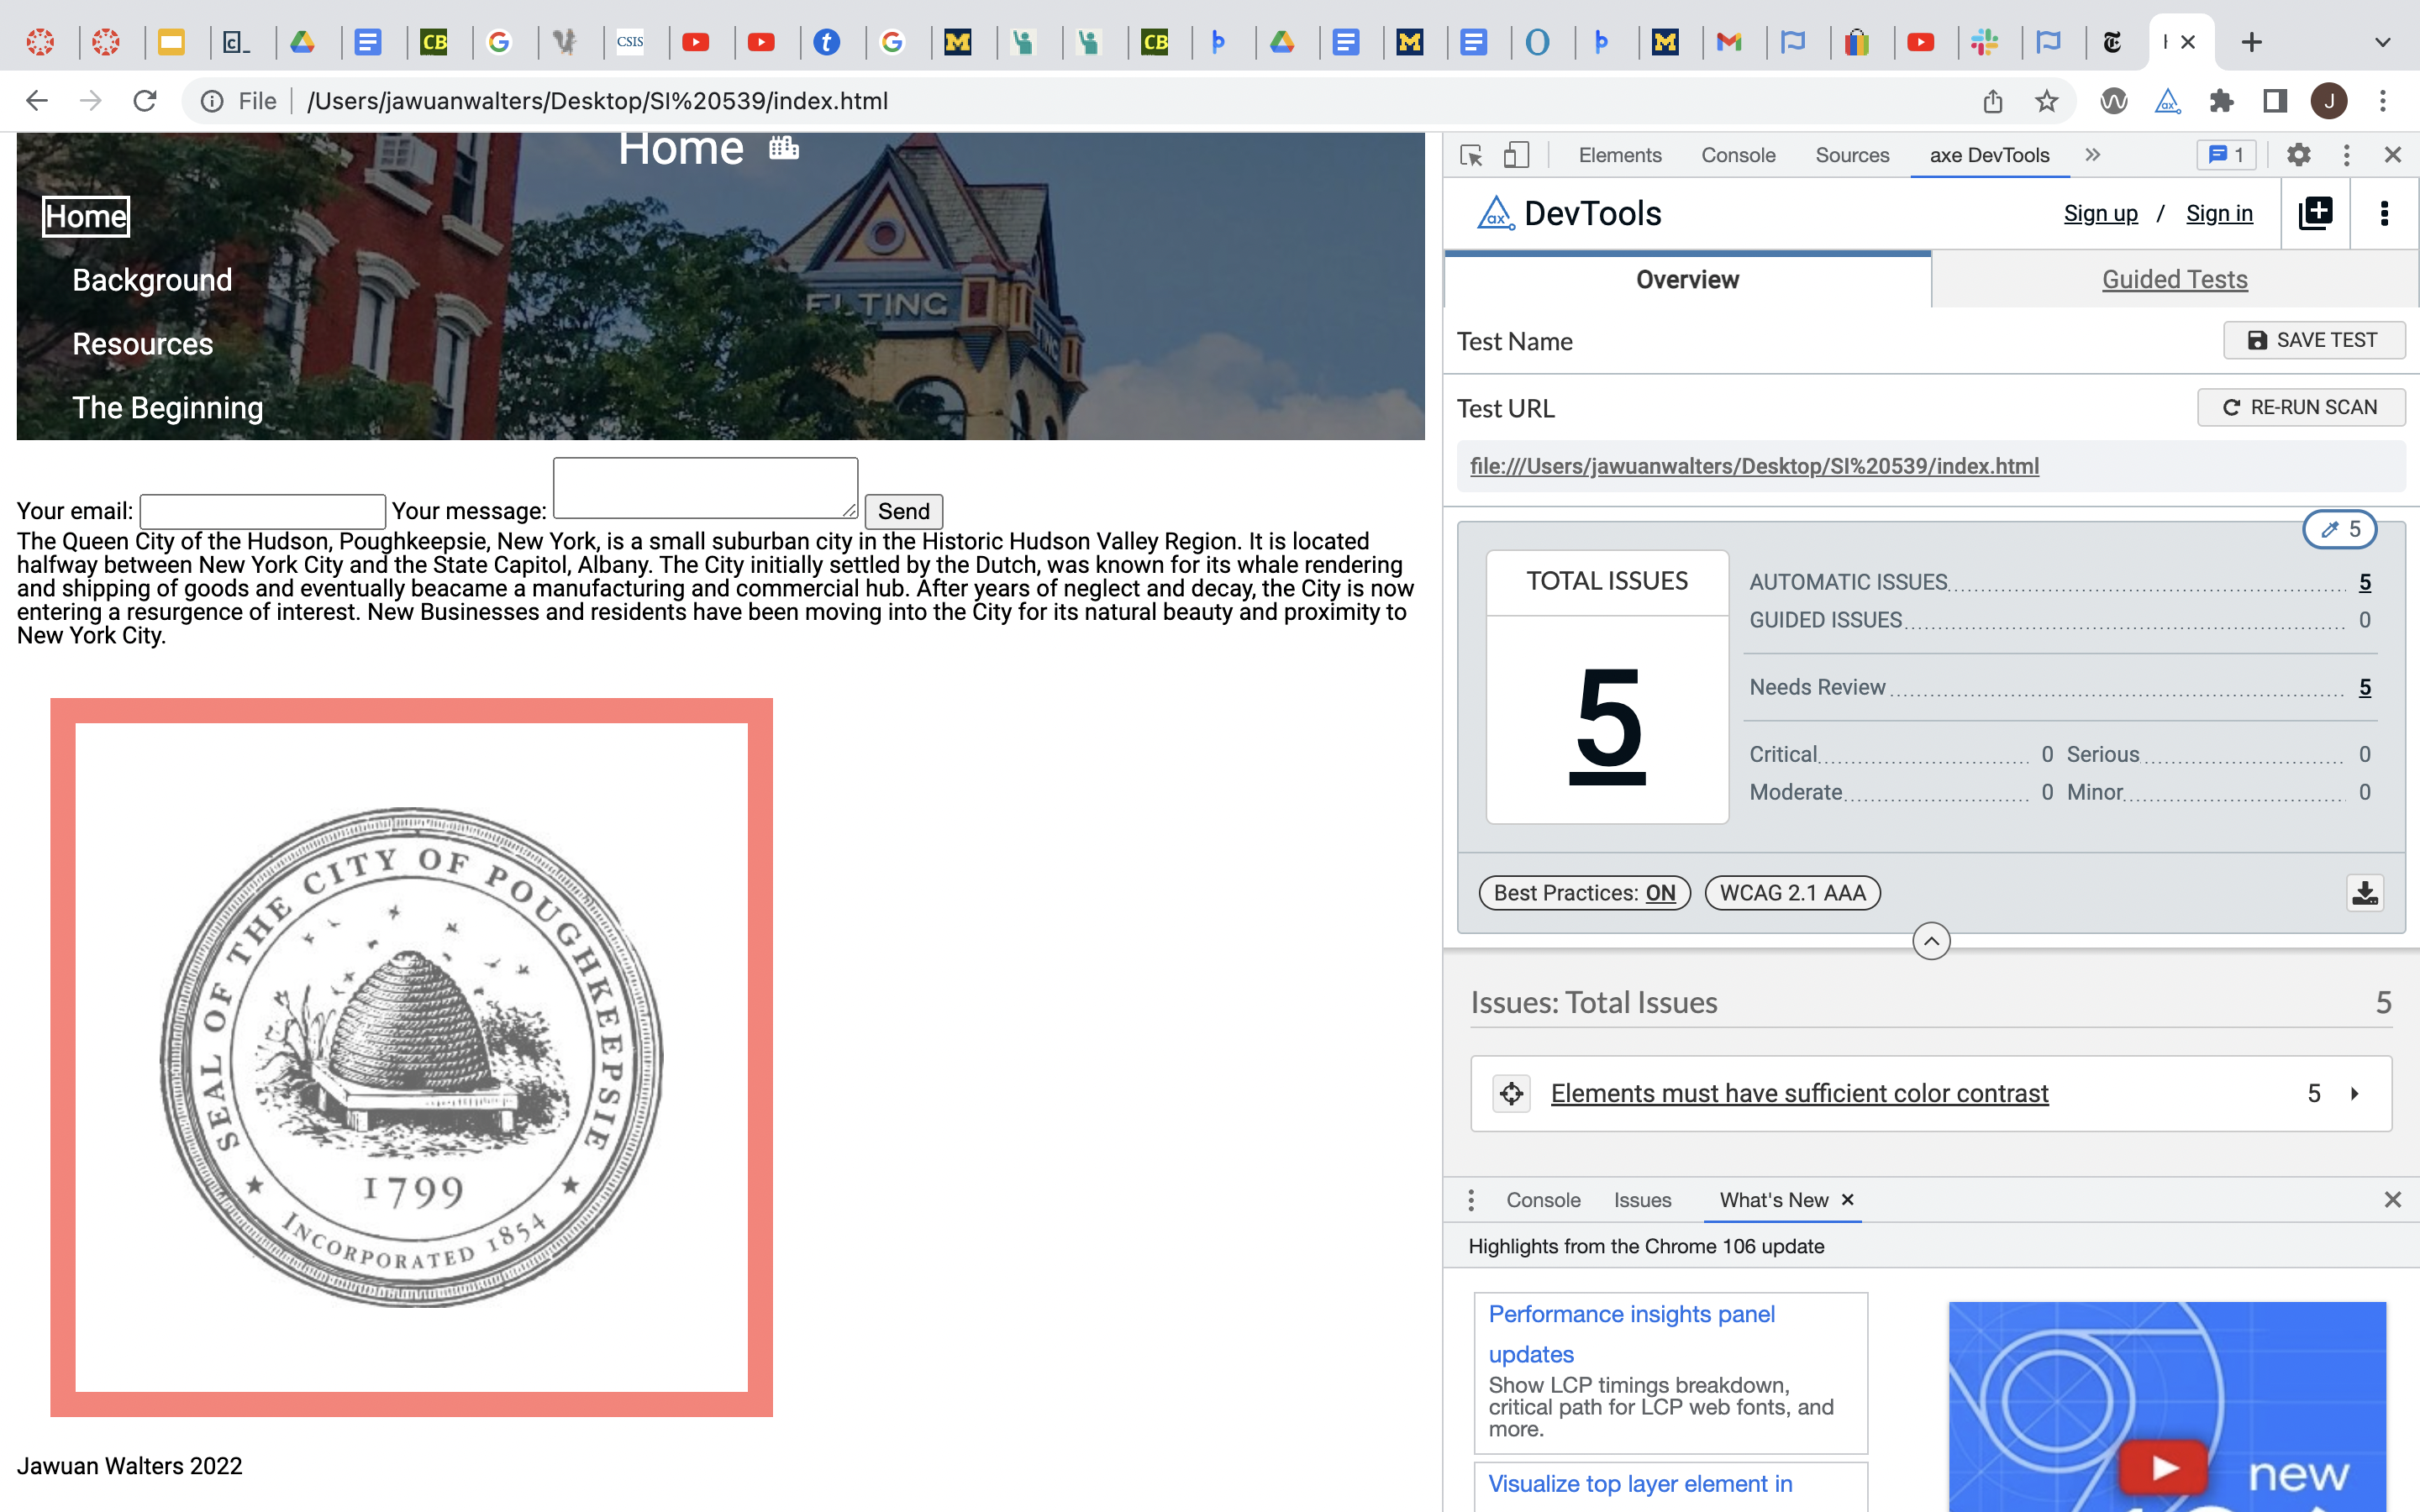 c_
CB
CSIS
t
M
CB
M
M
File
/Users/jawuanwalters/Desktop/SI%20539/index.html
J
Home
Home
Background
Resources
The Beginning
ELTING
Your email:
Your message:
Send
The Queen City of the Hudson, Poughkeepsie, New York, is a small suburban city in the Historic Hudson Valley Region. It is located
halfway between New York City and the State Capitol, Albany. The City initially settled by the Dutch, was known for its whale rendering
and shipping of goods and eventually beacame a manufacturing and commercial hub. After years of neglect and decay, the City is now
entering a resurgence of interest. New Businesses and residents have been moving into the City for its natural beauty and proximity to
New York City.
SEAL OF THE CITY OF POUGHKEEPSIE
1799
INCORPORATED 1854
Jawuan Walters 2022
Elements Console Sources axe DevTools 1
ax DevTools
Sign up / Sign in
Overview
Guided Tests
Test Name
SAVE TEST
Test URL
RE-RUN SCAN
file:///Users/jawuanwalters/Desktop/SI%20539/index.html
5
TOTAL ISSUES
5
AUTOMATIC ISSUES 5
GUIDED ISSUES 0
Needs Review 5
Critical 0 Serious 0
Moderate 0 Minor 0
Best Practices: ON
WCAG 2.1 AAA
Issues: Total Issues 5
Elements must have sufficient color contrast 5
Console Issues What's New
Highlights from the Chrome 106 update
Performance insights panel
updates
Show LCP timings breakdown,
critical path for LCP web fonts, and
more.
Visualize top layer element in
new